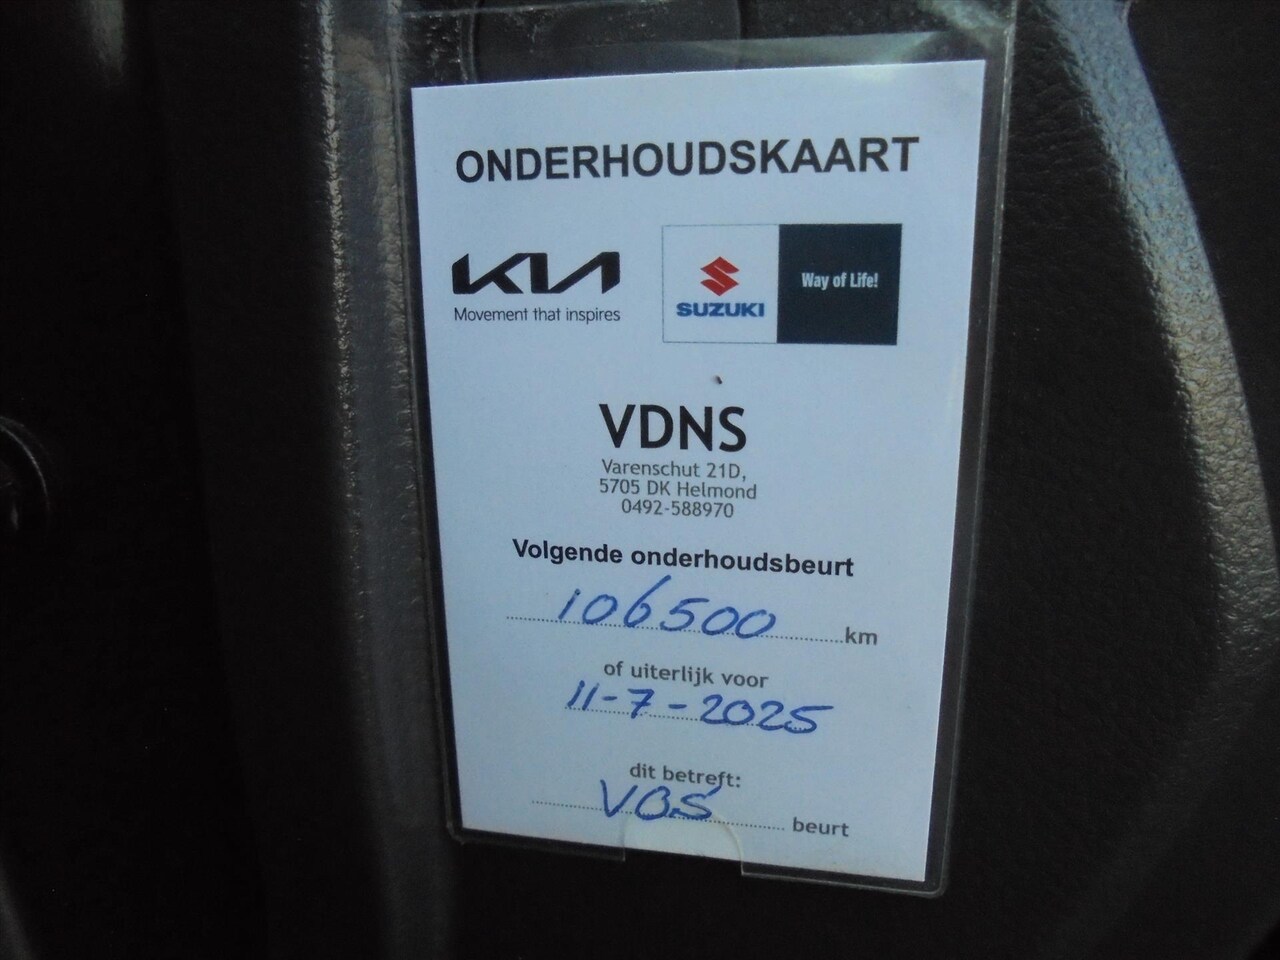 ONDERHOUDSKAART
KIA
Movement that inspires
SUZUKI
Way of Life!
VDNS
Varenschut 21D,
5705 DK Helmond
0492-588970
Volgende onderhoudsbeurt
106500 km
of uiterlijk voor
11-7-2025
dit betreft:
VOS beurt